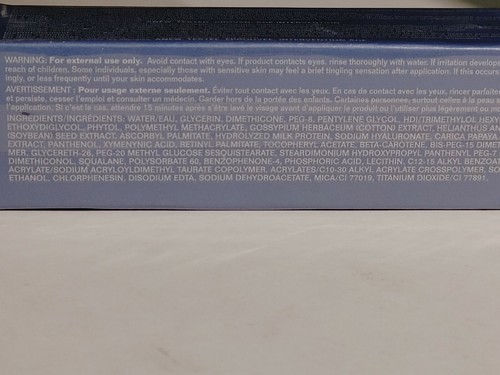 WARNING: For external use only. Avoid contact with eyes. If product contacts eyes, rinse thoroughly with water. If irritation develop
reach of children. Some individuals, especially those with sensitive skin may feel a brief tingling sensation after application. If this occurs
ingly, or less frequently until your skin accommodates.
AVERTISSEMENT : Pour usage externe seulement. Éviter tout contact avec les yeux. En cas de contact avec les yeux, rincer parfaitem
et persiste, cesser l'emploi et consulter un médecin. Garder hors de la portée des enfants. Certaines personnes, surtout celles à la peau s
l'application. Si c'est le cas, attendre 15 minutes après s'être lavé le visage avant d'appliquer le produit ou l'utiliser plus légèrement ou
INGREDIENTS/INGRÉDIENTS: WATER/EAU, GLYCERIN, DIMETHICONE, PEG-8, PENTYLENE GLYCOL, HDI/TRIMETHYLOL HEXY
ETHOXYDIGLYCOL, PHYTOL, POLYMETHYL METHACRYLATE, GOSSYPIUM HERBACEUM (COTTON) EXTRACT, HELIANTHUS AN
(SOYBEAN) SEED EXTRACT, ASCORBYL PALMITATE, HYDROLYZED MILK PROTEIN, SODIUM HYALURONATE, CARICA PAPAYA
EXTRACT, PANTHENOL, XYMENYNIC ACID, RETINYL PALMITATE, TOCOPHERYL ACETATE, BETA-CAROTENE, BIS-PEG-15 DIMET
MER, GLYCERETH-26, PEG-20 METHYL GLUCOSE SESQUISTEARATE, STEARDIMONIUM HYDROXYPROPYL PANTHENYL PEG-7
DIMETHICONOL, SQUALANE, POLYSORBATE 60, BENZOPHENONE-4, PHOSPHORIC ACID, LECITHIN, C12-15 ALKYL BENZOAT
ACRYLATE/SODIUM ACRYLOYLDIMETHYL TAURATE COPOLYMER, ACRYLATES/C10-30 ALKYL ACRYLATE CROSSPOLYMER, SO
ETHANOL, CHLORPHENESIN, DISODIUM EDTA, SODIUM DEHYDROACETATE, MICA/CI 77019, TITANIUM DIOXIDE/CI 77891.